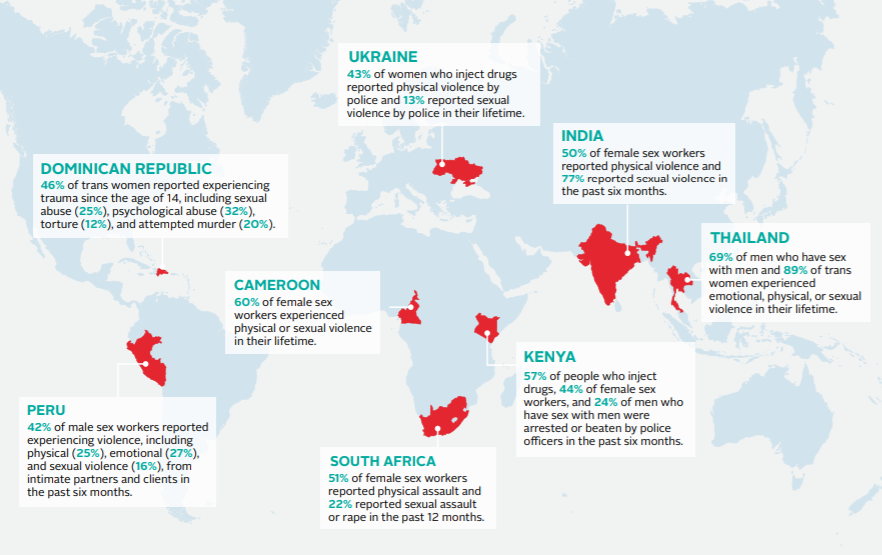 UKRAINE
43% of women who inject drugs
reported physical violence by
police and 13% reported sexual
violence by police in their lifetime.
INDIA
50% of female sex workers
reported physical violence and
77% reported sexual violence in
the past six months.
DOMINICAN REPUBLIC
46% of trans women reported experiencing
trauma since the age of 14, including sexual
abuse (25%), psychological abuse (32%),
torture (12%), and attempted murder (20%).
THAILAND
69% of men who have sex
with men and 89% of trans
women experienced
emotional, physical, or sexual
violence in their lifetime.
CAMEROON
60% of female sex
workers experienced
physical or sexual violence
in their lifetime.
KENYA
57% of people who inject
drugs, 44% of female sex
workers, and 24% of men who
have sex with men were
arrested or beaten by police
officers in the past six months.
PERU
42% of male sex workers reported
experiencing violence, including
physical (25%), emotional (27%),
and sexual violence (16%), from
intimate partners and clients in
the past six months.
SOUTH AFRICA
51% of female sex workers
reported physical assault and
22% reported sexual assault
or rape in the past 12 months.